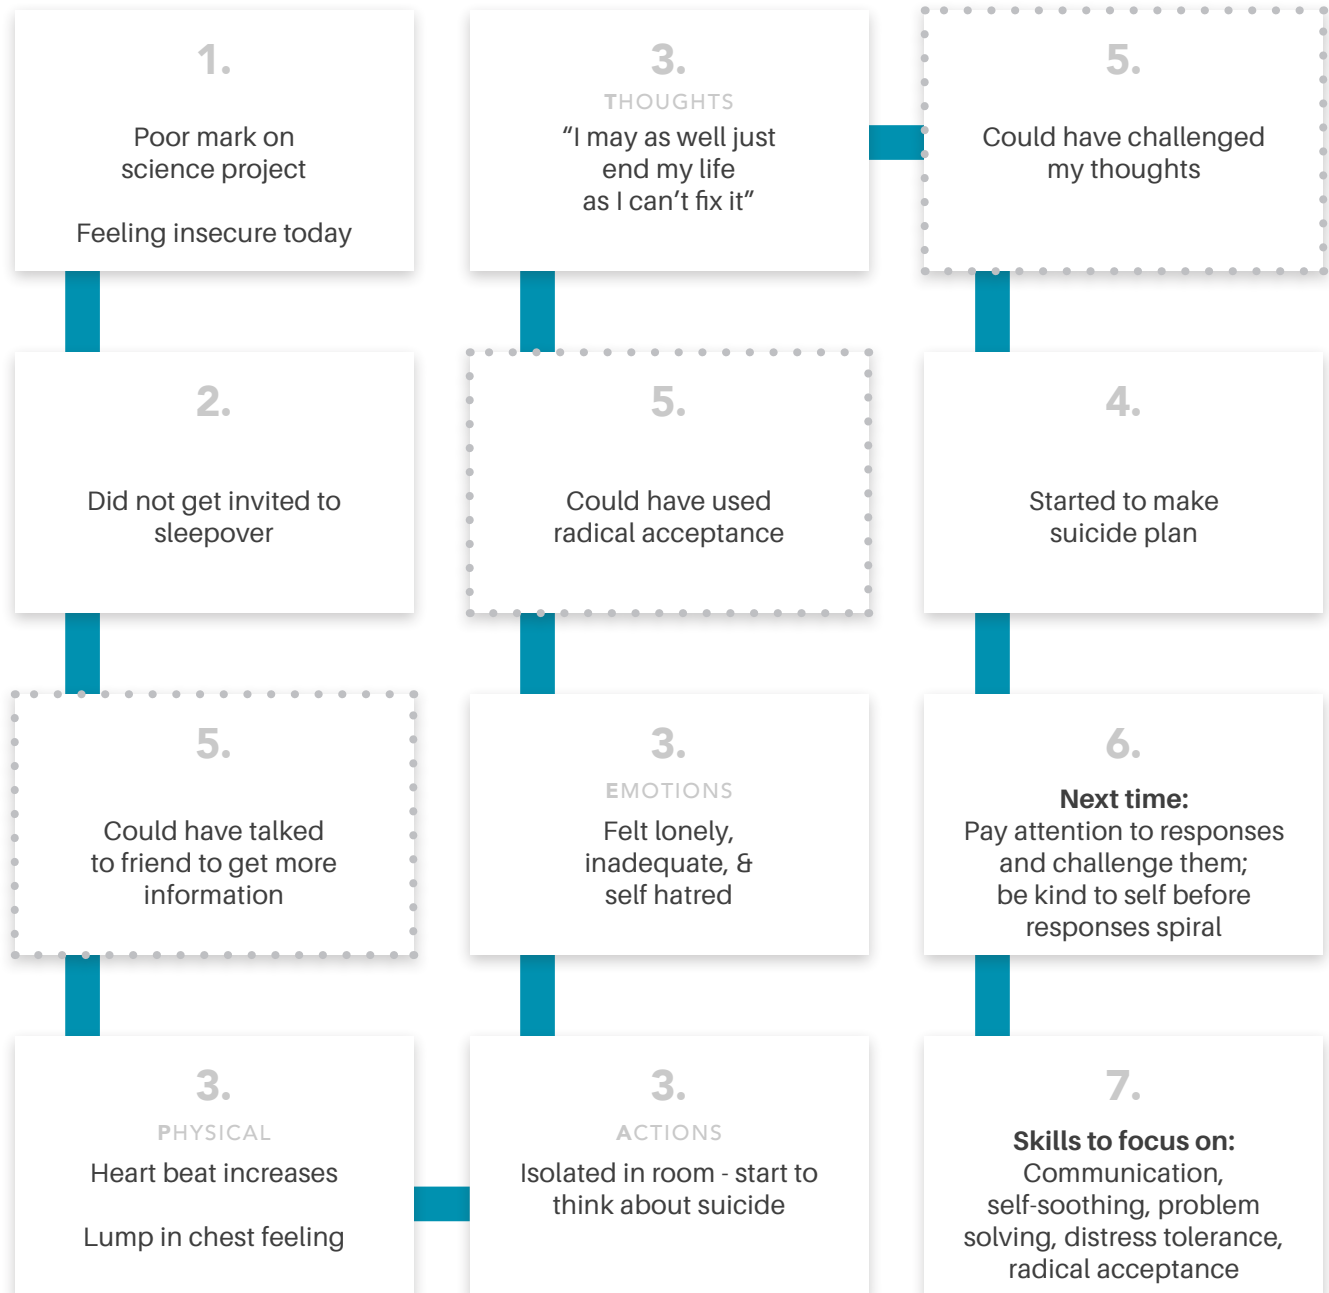 1.
Poor mark on
science project
Feeling insecure today
2.
Did not get invited to
sleepover
5.
Could have talked
to friend to get more
information
3.
PHYSICAL
Heart beat increases
Lump in chest feeling
3.
ACTIONS
Isolated in room - start to
think about suicide
3.
EMOTIONS
Felt lonely,
inadequate, &
self hatred
5.
Could have used
radical acceptance
3.
THOUGHTS
“I may as well just
end my life
as I can’t fix it”
5.
Could have challenged
my thoughts
4.
Started to make
suicide plan
6.
Next time:
Pay attention to responses
and challenge them;
be kind to self before
responses spiral
7.
Skills to focus on:
Communication,
self-soothing, problem
solving, distress tolerance,
radical acceptance